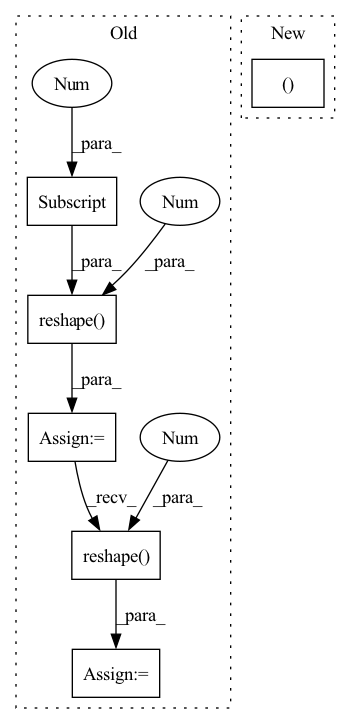 Old
New
Num
()
_para_
Subscript
Num
_para_
_para_
reshape()
_para_
Assign:=
Num
_recv_
_para_
reshape()
_para_
Assign:=